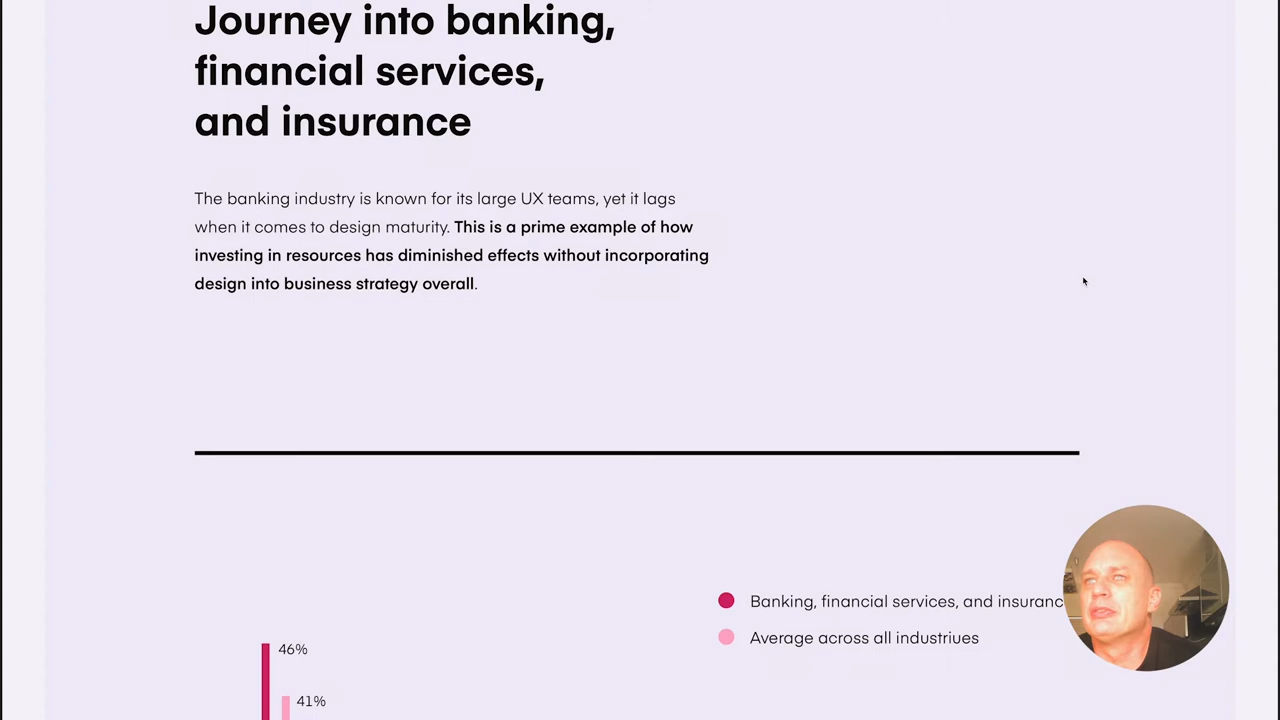 Journey into banking,
financial services,
and insurance
The banking industry is known for its large UX teams, yet it lags
when it comes to design maturity. This is a prime example of how
investing in resources has diminished effects without incorporating
design into business strategy overall.
Banking, financial services, and insuranc
Average across all industriues
46%
41%